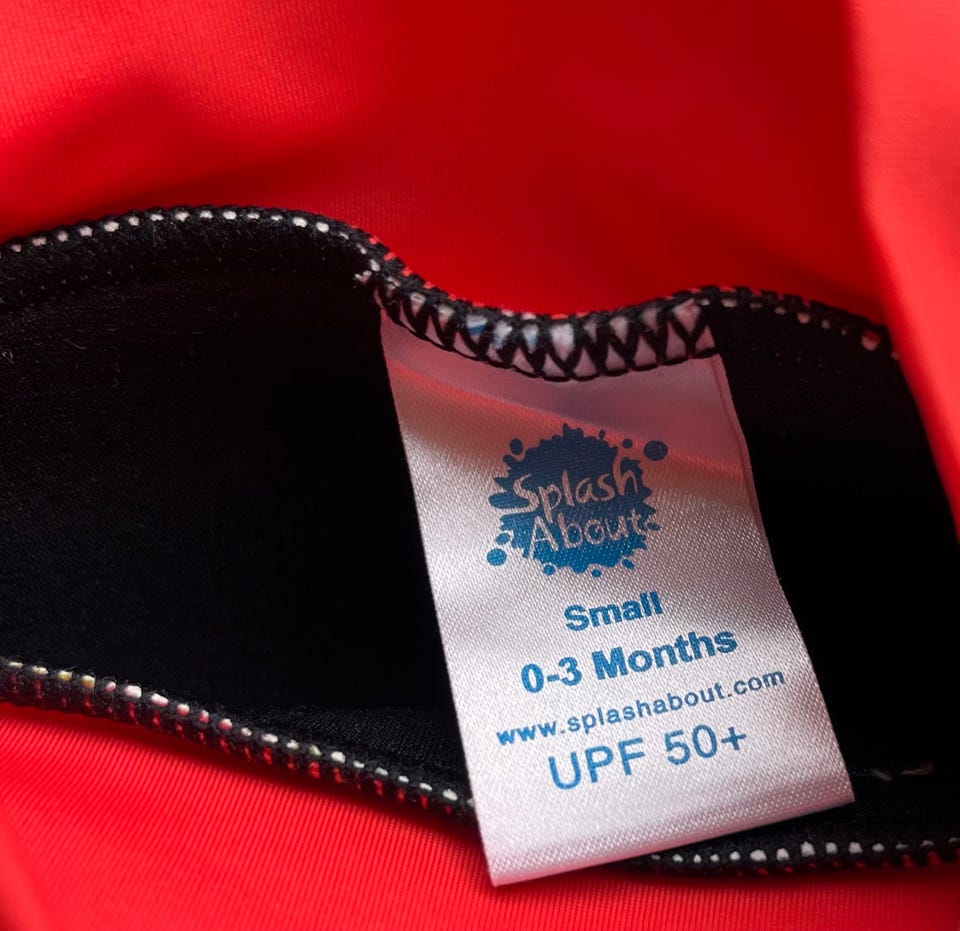 Splash
About
Small
0-3 Months
www.splashabout.com
UPF 50+